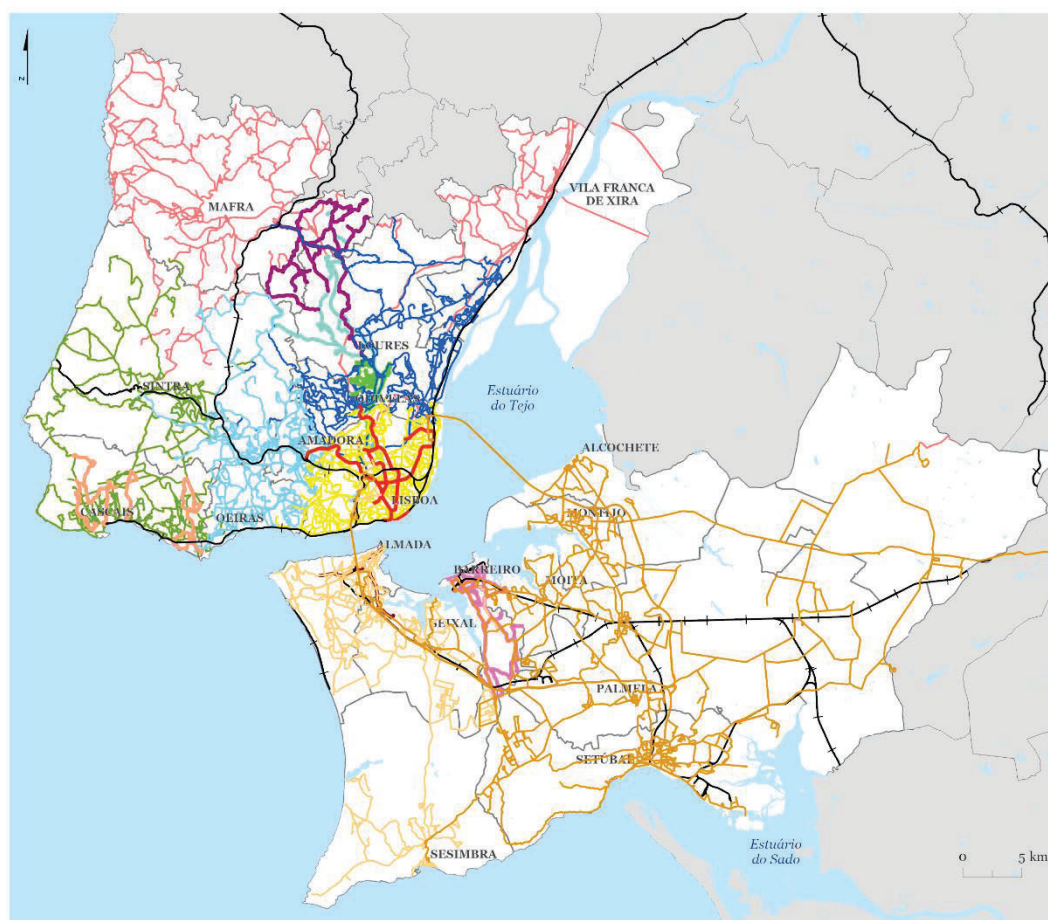 z
VILA FRANCA
DE XIRA
MAFRA
LOURES
Estuário
do Tejo
SINTRA
ODIVELAS
AMADORA
ALCOCHETE
LISBOA
CASCAIS
OEIRAS
MONTIJO
ALMADA
BARREIRO
MOITA
SEIXAL
PALMELA
SETÚBAL
Estuário
do Sado
SESIMBRA
0 5 km